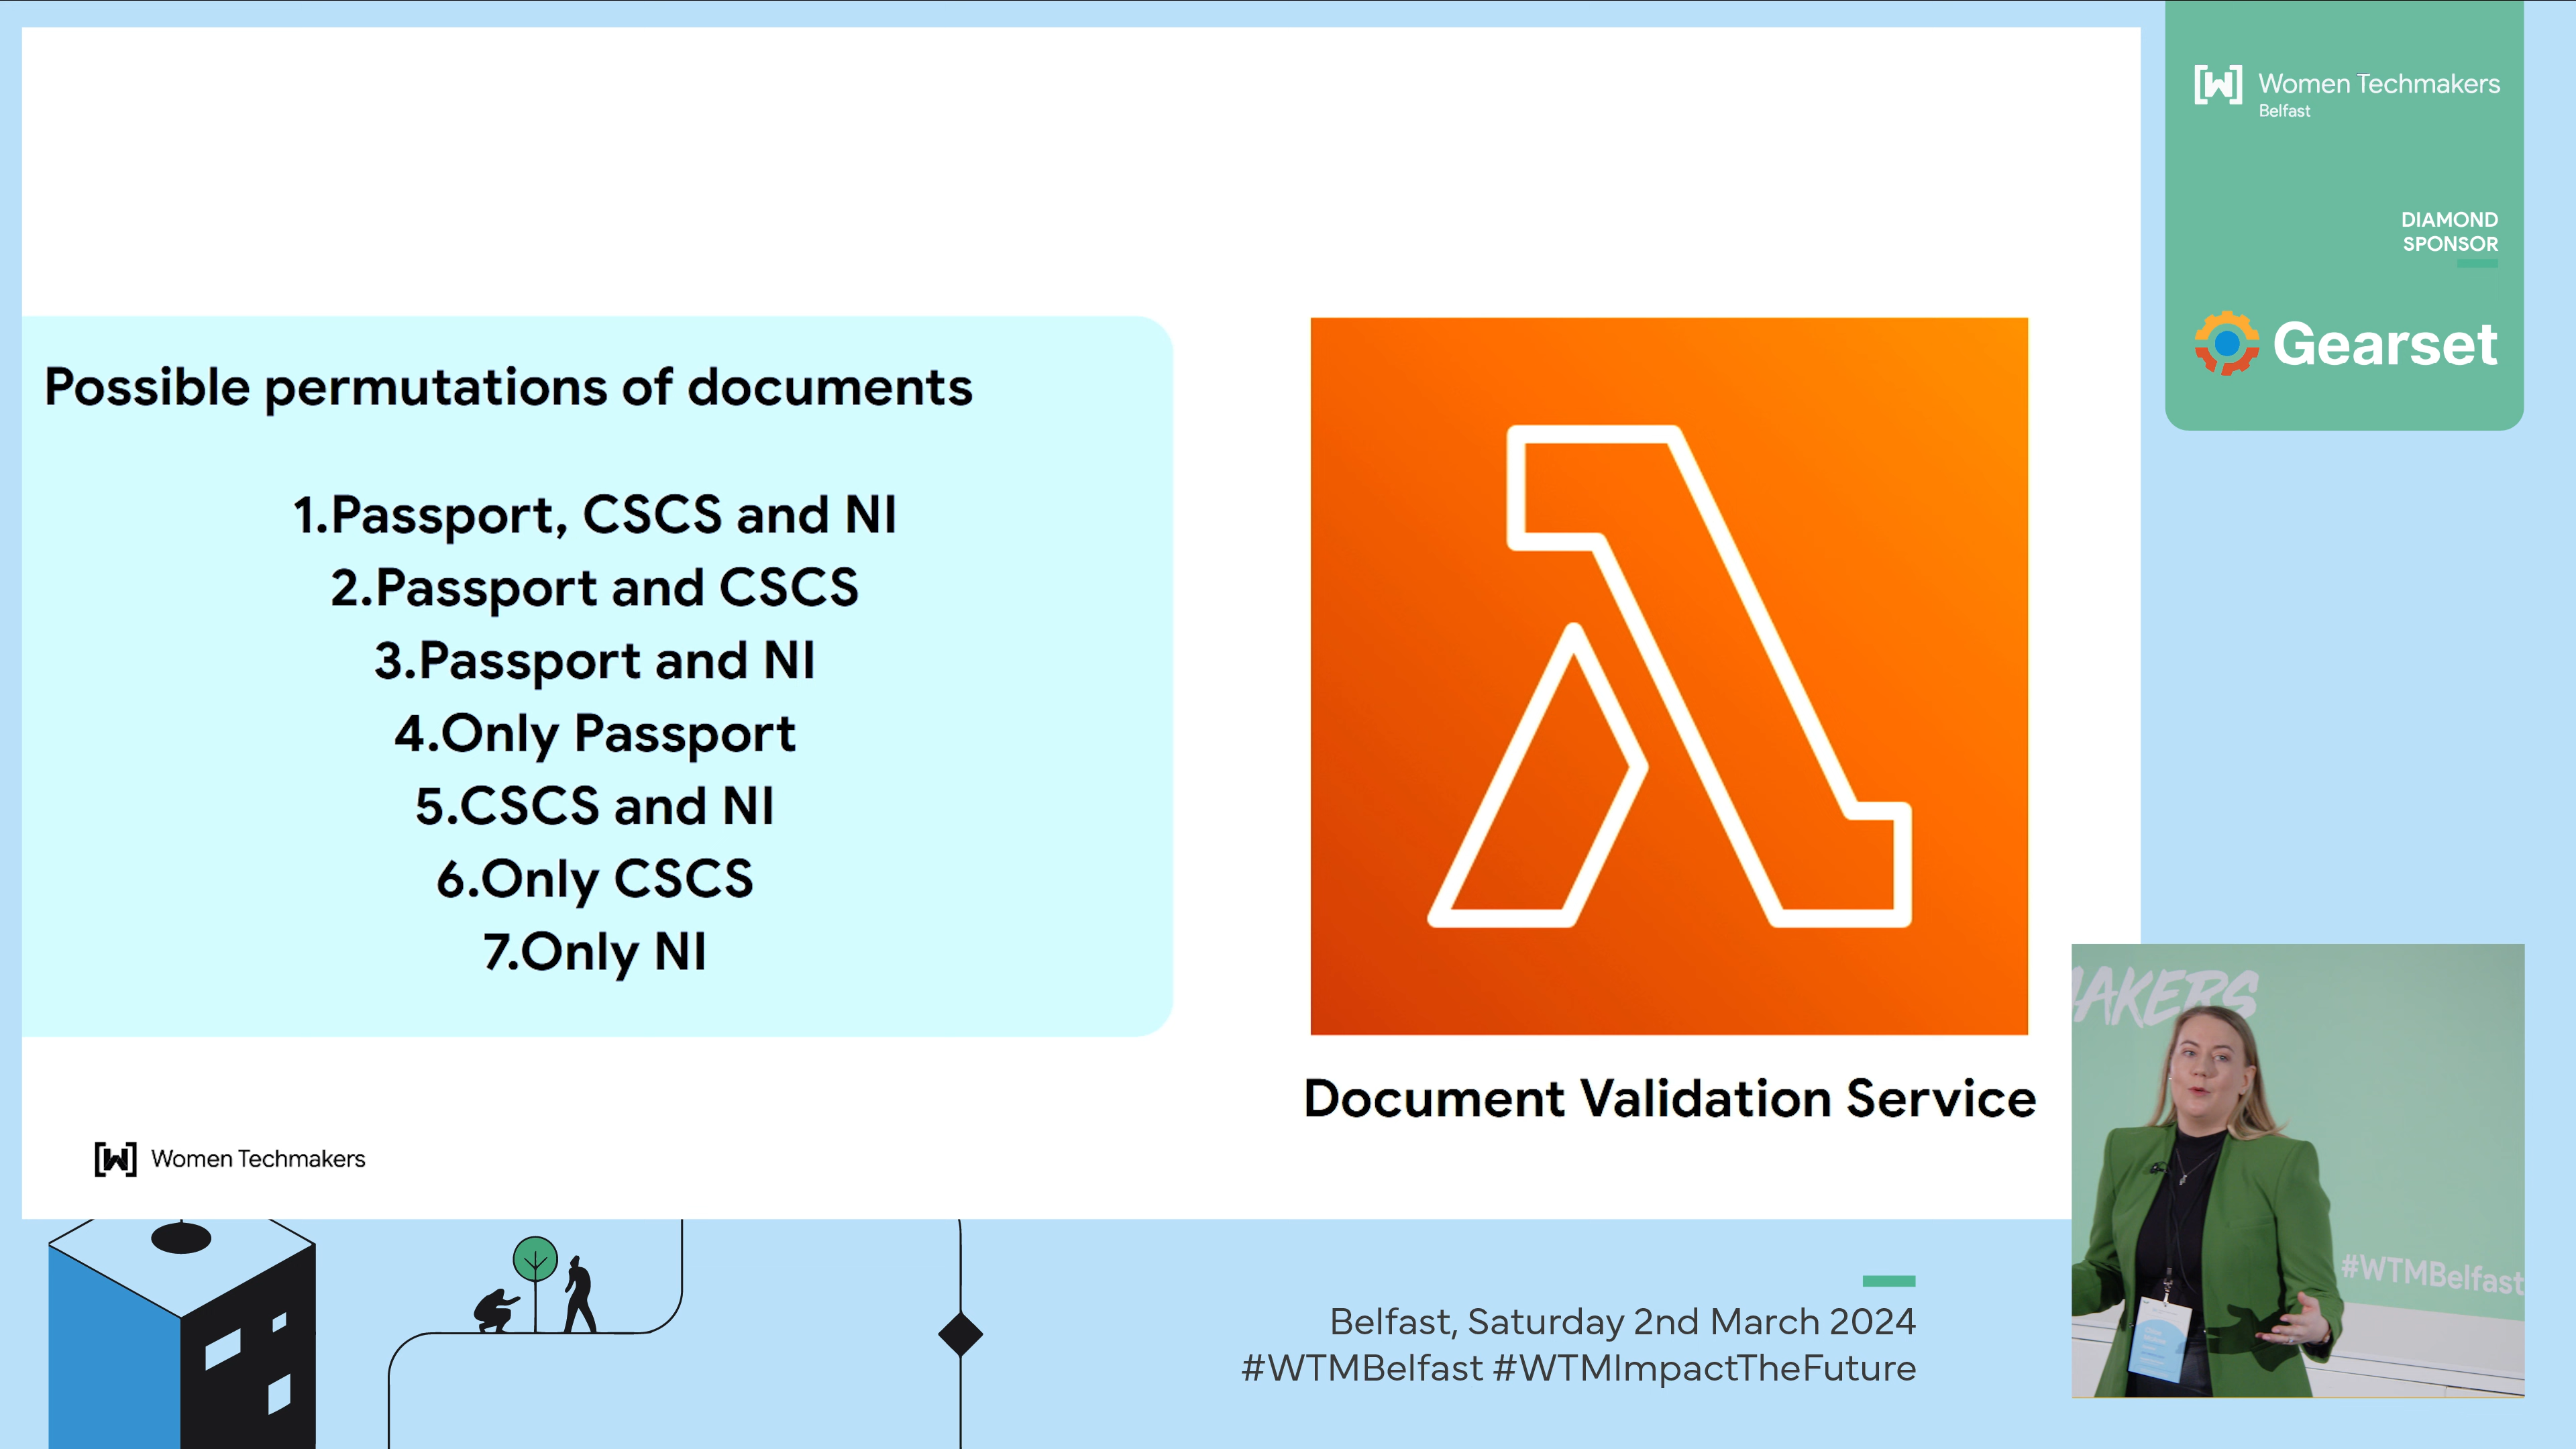 Possible permutations of documents
1.Passport, CSCS and NI
2.Passport and CSCS
3.Passport and NI
4.Only Passport
5.CSCS and NI
6.Only CSCS
7.Only NI
Document Validation Service
[W] Women Techmakers
[W] Women Techmakers
Belfast
DIAMOND
SPONSOR
Gearset
AKERS
#WTMBelfast
Belfast, Saturday 2nd March 2024
#WTMBelfast #WTMImpactTheFuture